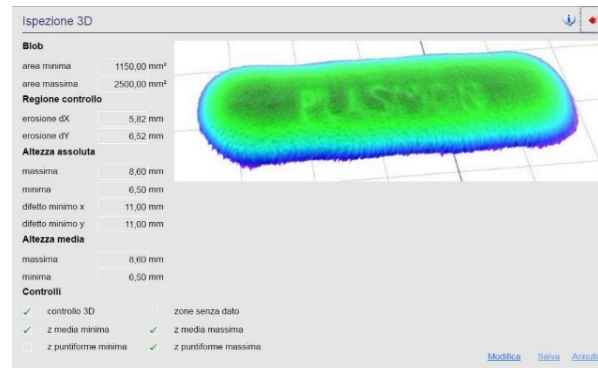 Ispezione 3D
Blob
area minima 1150,00 mm²
area massima 2500,00 mm²
Regione controllo
erosione dX 5,82 mm
erosione dY 6,52 mm
Altezza assoluta
massima 8,60 mm
minima 6,50 mm
difetto minimo x 11,00 mm
difetto minimo y 11,00 mm
Altezza media
massima 8,60 mm
minima 6,50 mm
Controlli
controllo 3D zone senza dato
z media minima z media massima
z puntiforme minima z puntiforme massima
Modifica Salva Annulla